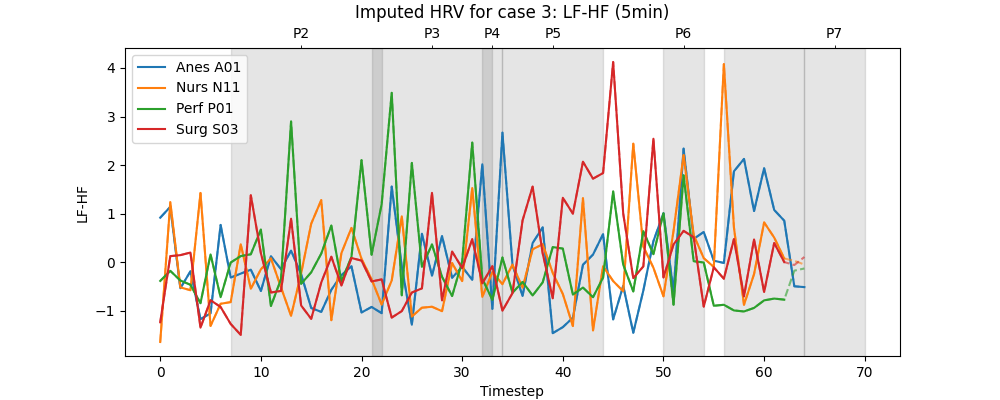 Imputed HRV for case 3: LF-HF (5min)
P2 P3 P4 P5 P6 P7
Anes A01
Nurs N11
Perf P01
Surg S03
4
3
2
1
0
−1
LF-HF
0 10 20 30 40 50 60 70
Timestep